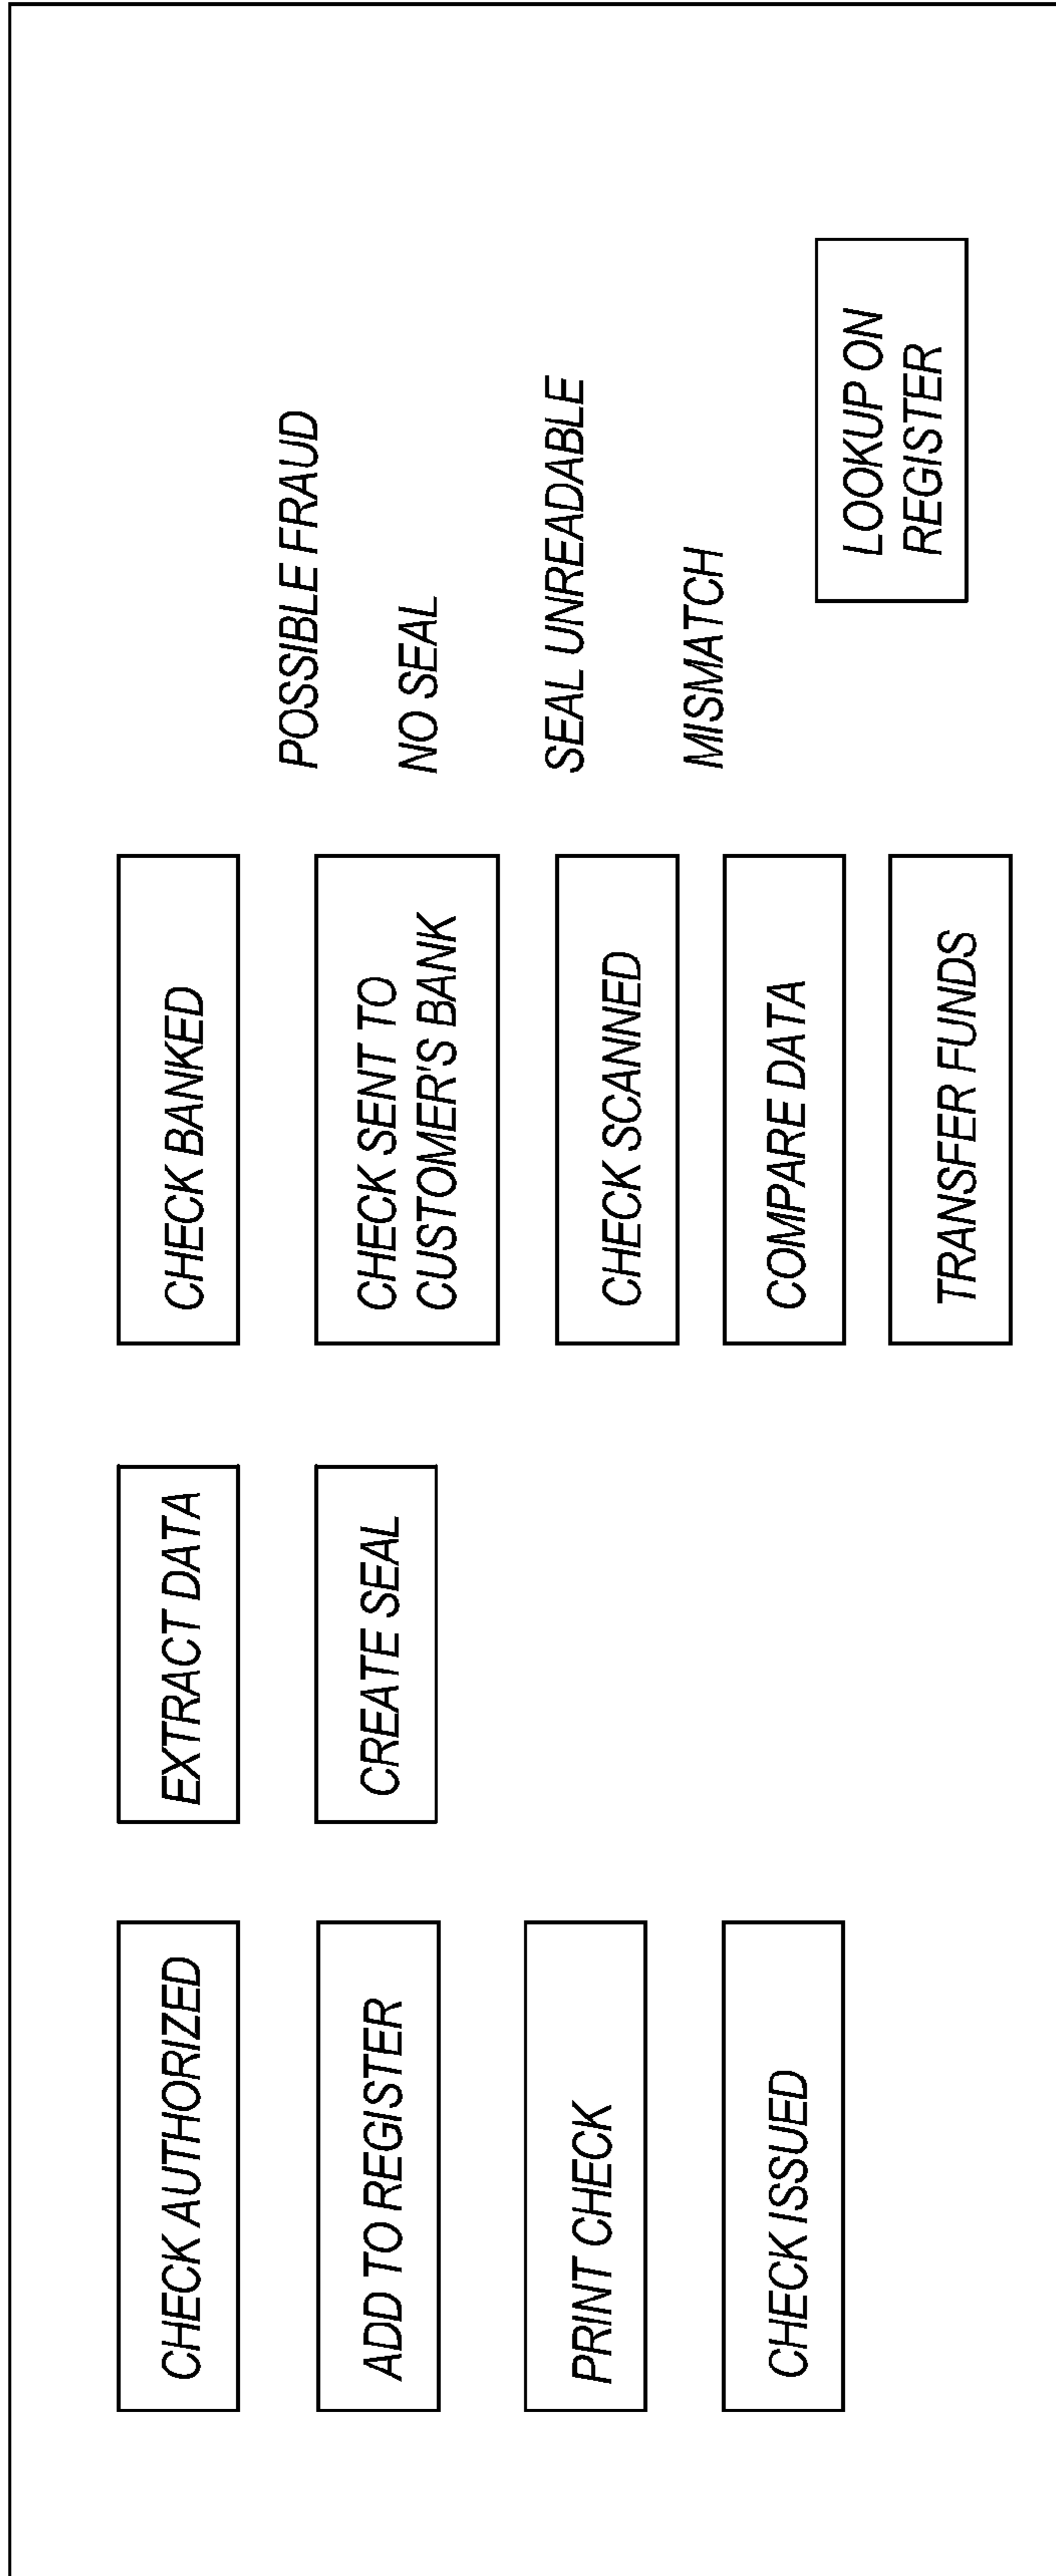 CHECK AUTHORIZED
ADD TO REGISTER
PRINT CHECK
CHECK ISSUED
EXTRACT DATA
CREATE SEAL
CHECK BANKED
CHECK SENT TO
CUSTOMER'S BANK
CHECK SCANNED
COMPARE DATA
TRANSFER FUNDS
POSSIBLE FRAUD
NO SEAL
SEAL UNREADABLE
MISMATCH
LOOKUP ON
REGISTER